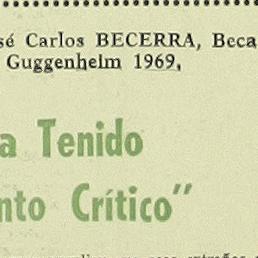 sé Carlos BECERRA, Beca
Guggenheim 1969,
a Tenido
nto Crítico”